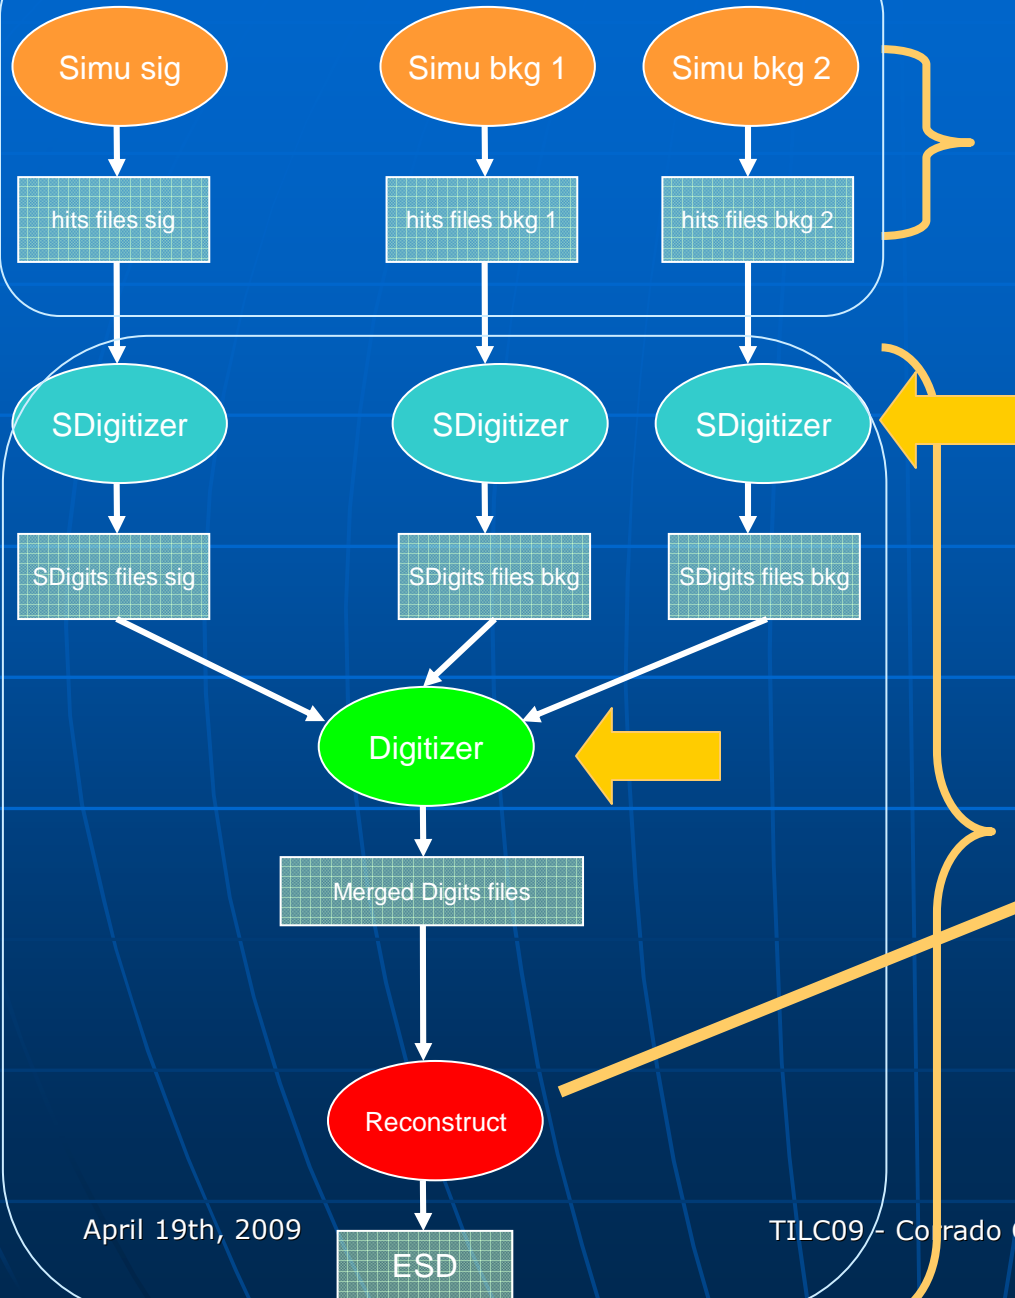 Simu sig
Simu bkg 1
Simu bkg 2
hits files sig
hits files bkg 1
hits files bkg 2
SDigitizer
SDigitizer
SDigitizer
SDigits files sig
SDigits files bkg
SDigits files bkg
Digitizer
Merged Digits files
Reconstruct
April 19th, 2009
TILC09 - Corrado
ESD